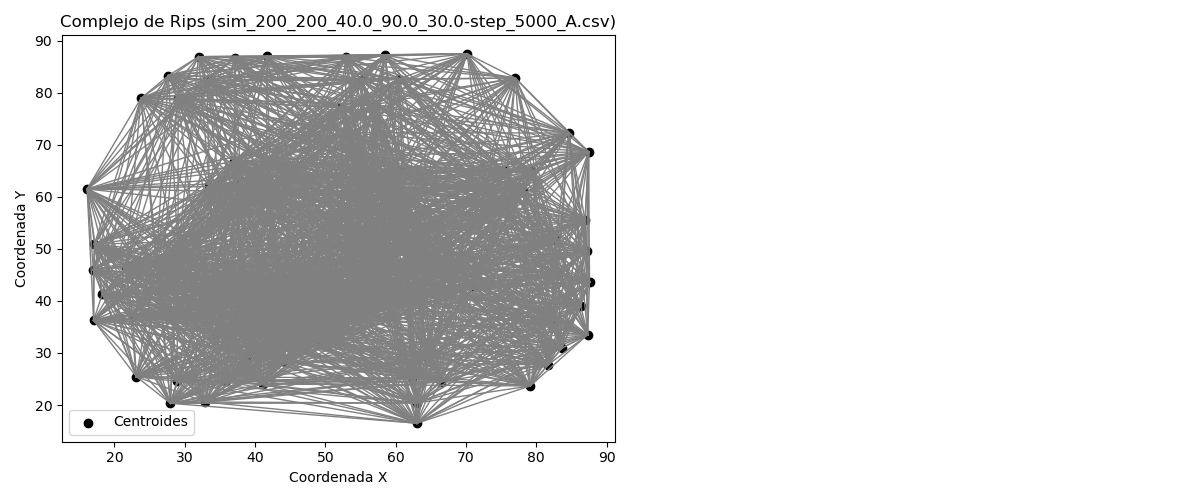 Complejo de Rips (sim_200_200_40.0_90.0_30.0-step_5000_A.csv)
90
80
70
60
50
40
30
20
Coordenada Y
Centroides
20 30 40 50 60 70 80 90
Coordenada X